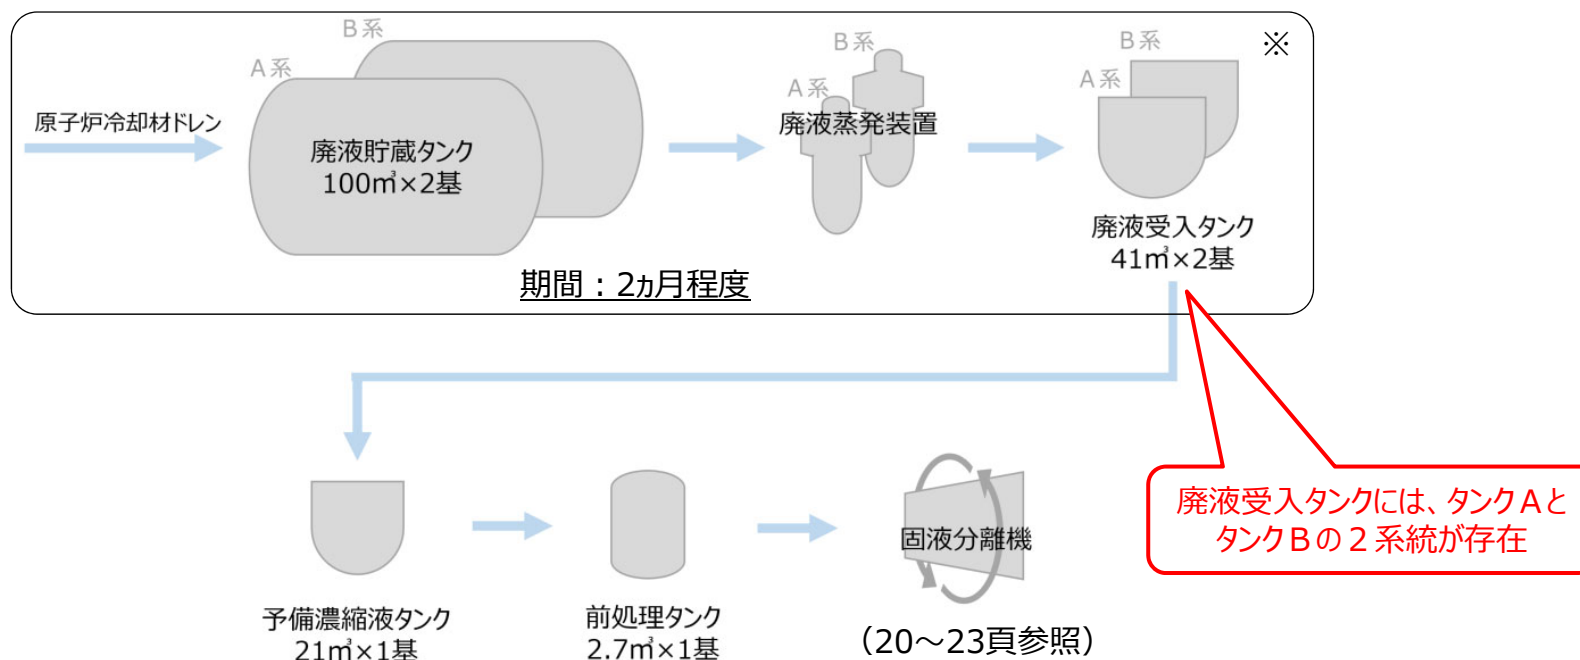 B系
A系
原子炉冷却材ドレン
廃液貯蔵タンク
100㎥×2基
B系
A系
廃液蒸発装置
B系
A系
※
廃液受入タンク
41㎥×2基
期間：2ヵ月程度
廃液受入タンクには、タンクAと
タンクBの2系統が存在
予備濃縮液タンク
21㎥×1基
前処理タンク
2.7㎥×1基
固液分離機
（20～23頁参照）